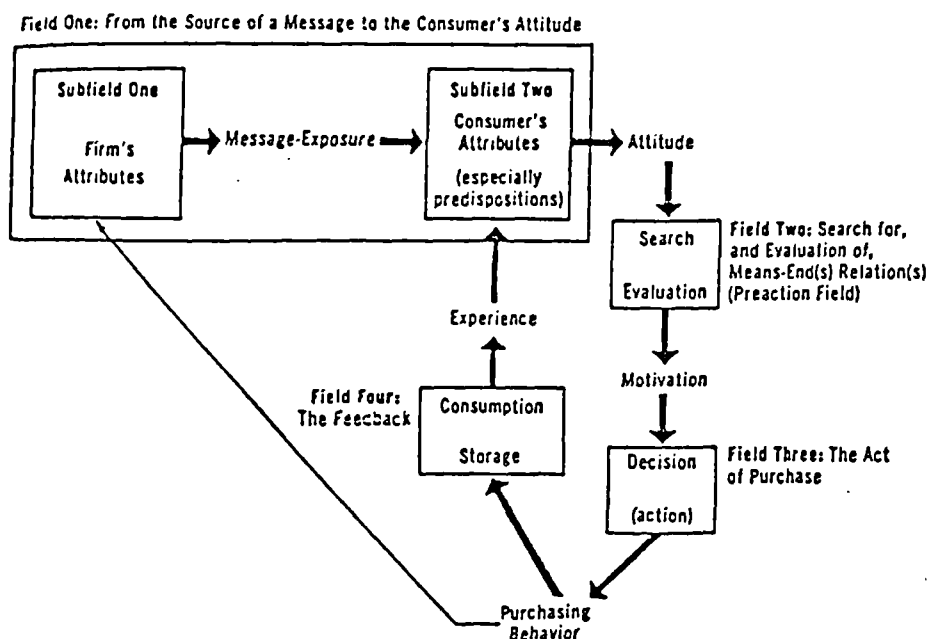 Field One: From the Source of a Message to the Consumer's Attitude
Subfield One
Firm's
Attributes
Message-Exposure
Subfield Two
Consumer's
Attributes
(especially
predispositions)
Attitude
Search
Evaluation
Field Two: Search for,
and Evaluation of,
Means-End(s) Relation(s)
(Preaction Field)
Motivation
Decision
(action)
Field Three: The Act
of Purchase
Purchasing
Behavior
Field Four:
The Feedback
Consumption
Storage
Experience